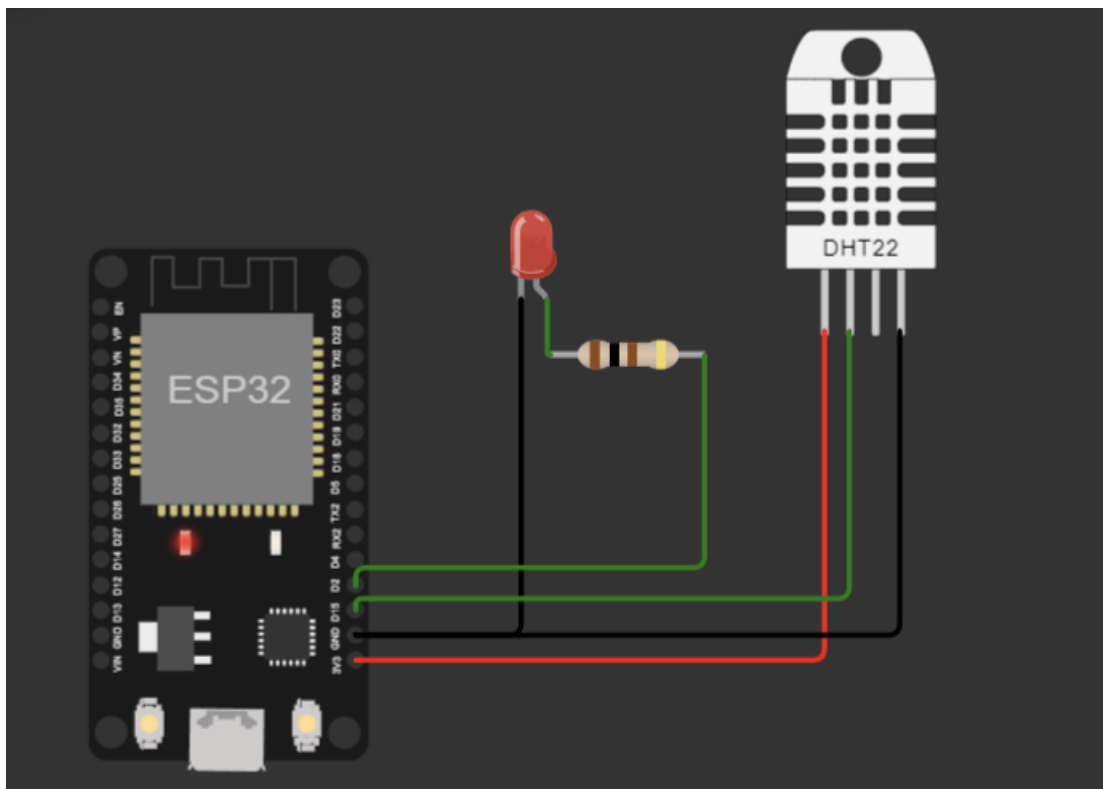 DHT22
ESP32
EN
VP
VN
D34
D35
D32
D33
D25
D26
D27
D14
D12
D13
GND
VIN
D23
D22
TX0
RX0
D21
D19
D18
D5
TX2
RX2
D4
D2
D15
GND
3V3